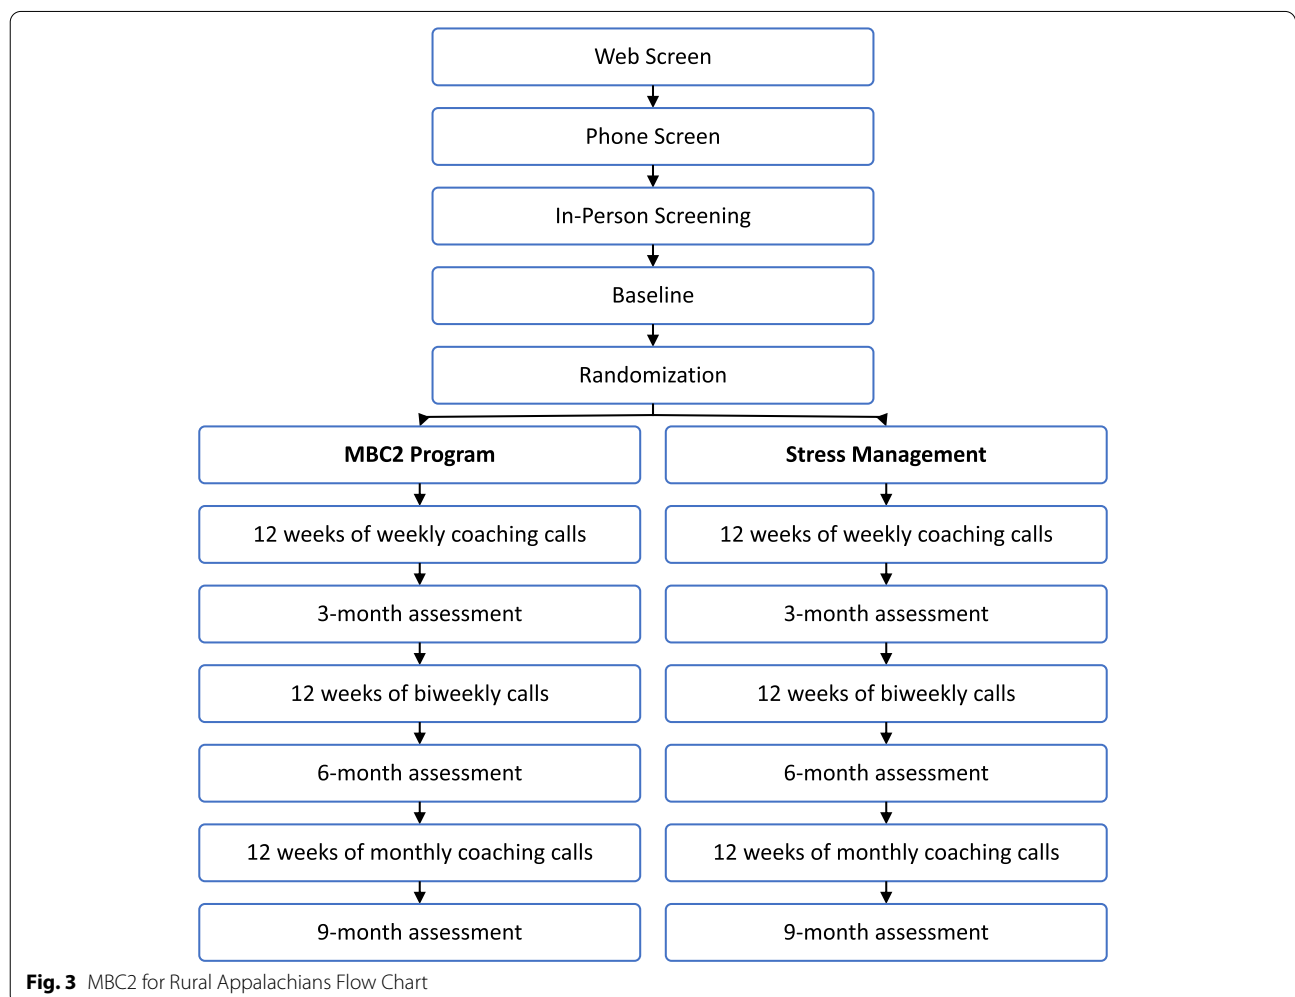 Web Screen
Phone Screen
In-Person Screening
Baseline
Randomization
MBC2 Program
12 weeks of weekly coaching calls
3-month assessment
12 weeks of biweekly calls
6-month assessment
12 weeks of monthly coaching calls
9-month assessment
Stress Management
12 weeks of weekly coaching calls
3-month assessment
12 weeks of biweekly calls
6-month assessment
12 weeks of monthly coaching calls
9-month assessment
Fig. 3 MBC2 for Rural Appalachians Flow Chart